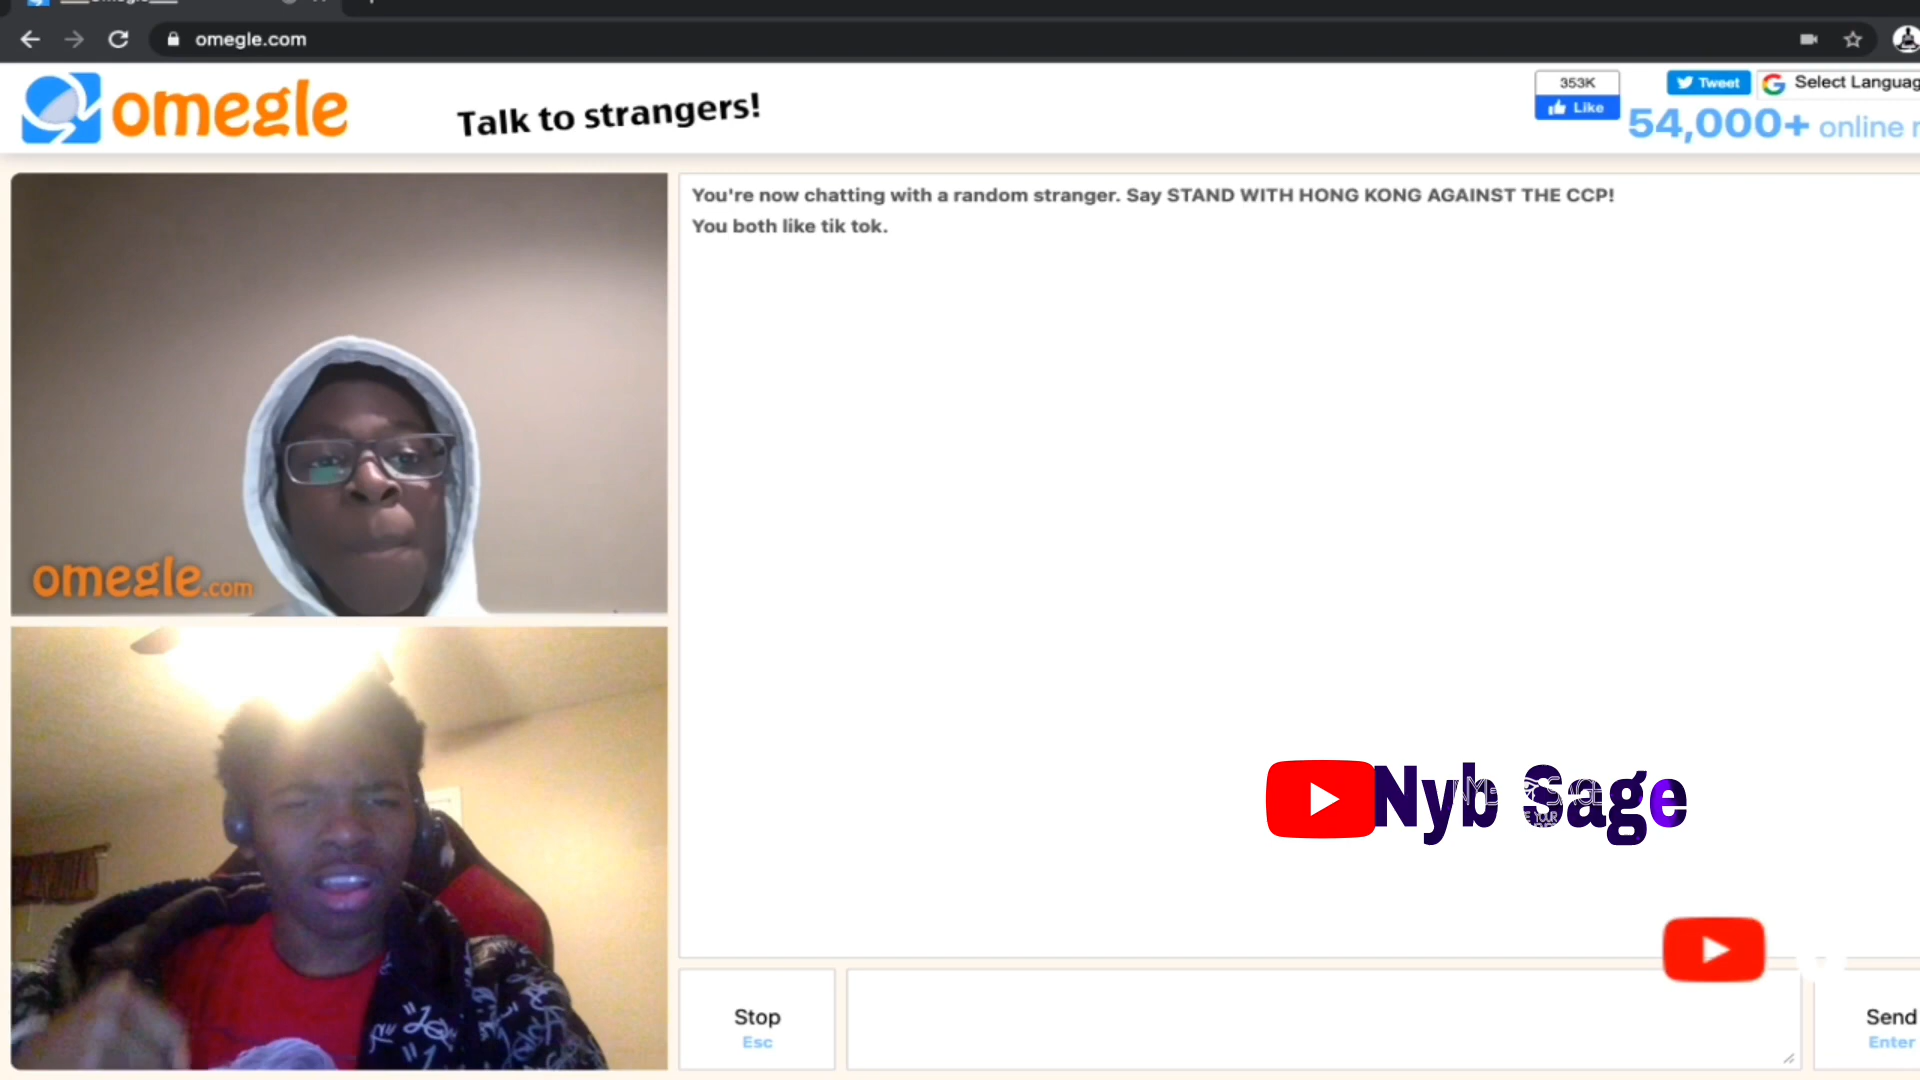 omegle.com
omegle
Talk to strangers!
353K
Like
Tweet
Select Languag
54,000+ online
You're now chatting with a random stranger. Say STAND WITH HONG KONG AGAINST THE CCP!
You both like tik tok.
omegle.com
Nyb Sage
Stop
Esc
Send
Enter